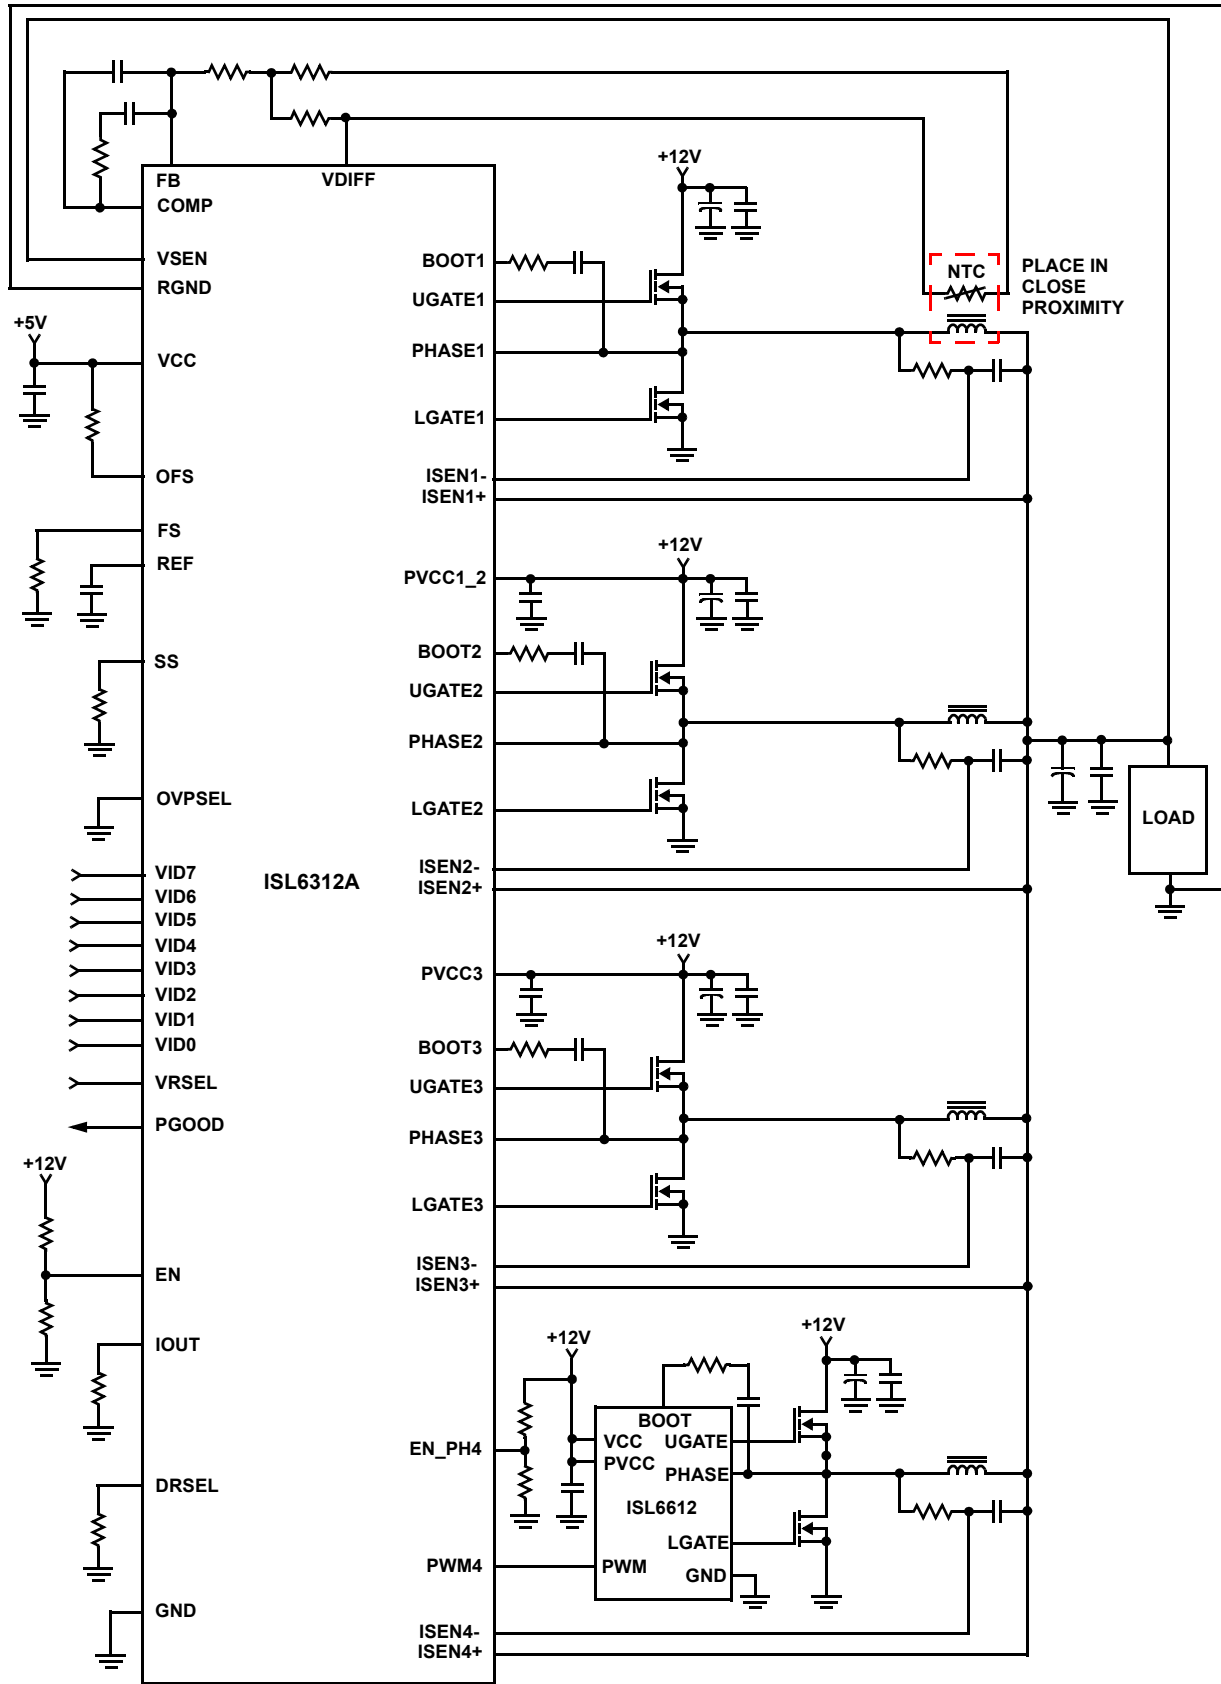 +12V
FB
VDIFF
COMP
VSEN
BOOT1
NTC
PLACE IN
CLOSE
PROXIMITY
RGND
UGATE1
+5V
VCC
PHASE1
LGATE1
OFS
ISEN1-
ISEN1+
FS
+12V
REF
PVCC1_2
SS
BOOT2
UGATE2
PHASE2
OVPSEL
LGATE2
LOAD
VID7
ISL6312A
ISEN2-
ISEN2+
VID6
VID5
VID4
+12V
VID3
PVCC3
VID2
VID1
VID0
BOOT3
VRSEL
UGATE3
PGOOD
PHASE3
+12V
LGATE3
EN
ISEN3-
ISEN3+
IOUT
+12V
+12V
BOOT
EN_PH4
VCC
UGATE
PVCC
PHASE
DRSEL
ISL6612
LGATE
PWM4
PWM
GND
GND
ISEN4-
ISEN4+